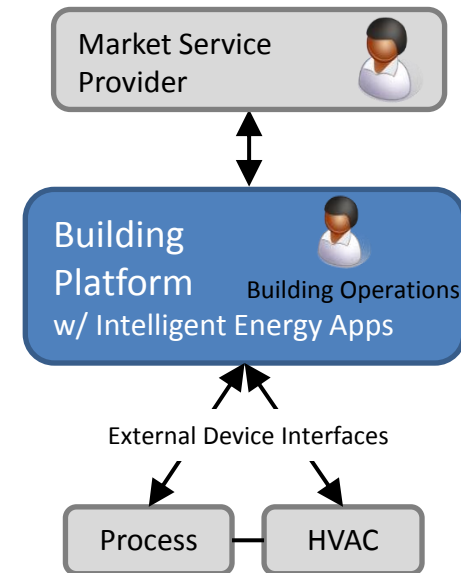 Market Service
Provider
Building
Platform
Building Operations
w/ Intelligent Energy Apps
External Device Interfaces
Process
HVAC